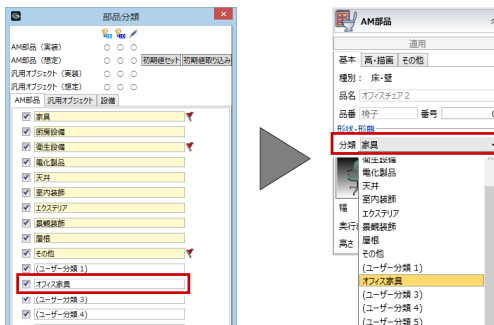 部品分類
AM部品（実装）
AM部品（想定） 初期値セット 初期値取り込み
汎用オブジェクト（実装）
汎用オブジェクト（想定）
AM部品 汎用オブジェクト 設備
家具
厨房設備
衛生設備
電化製品
天井
室内装飾
エクステリア
景観装飾
屋根
その他
(ユーザー分類 1)
オフィス家具
(ユーザー分類 3)
(ユーザー分類 4)
AM部品
適用
基本 高・描画 その他
種別： 床・壁
品名 オフィスチェア２
品番 椅子 番号
形状・形態
分類 家具
衛生設備
電化製品
天井
室内装飾
幅 エクステリア
奥行 景観装飾
高さ 屋根
その他
(ユーザー分類 1)
オフィス家具
(ユーザー分類 3)
(ユーザー分類 4)
(ユーザー分類 5)